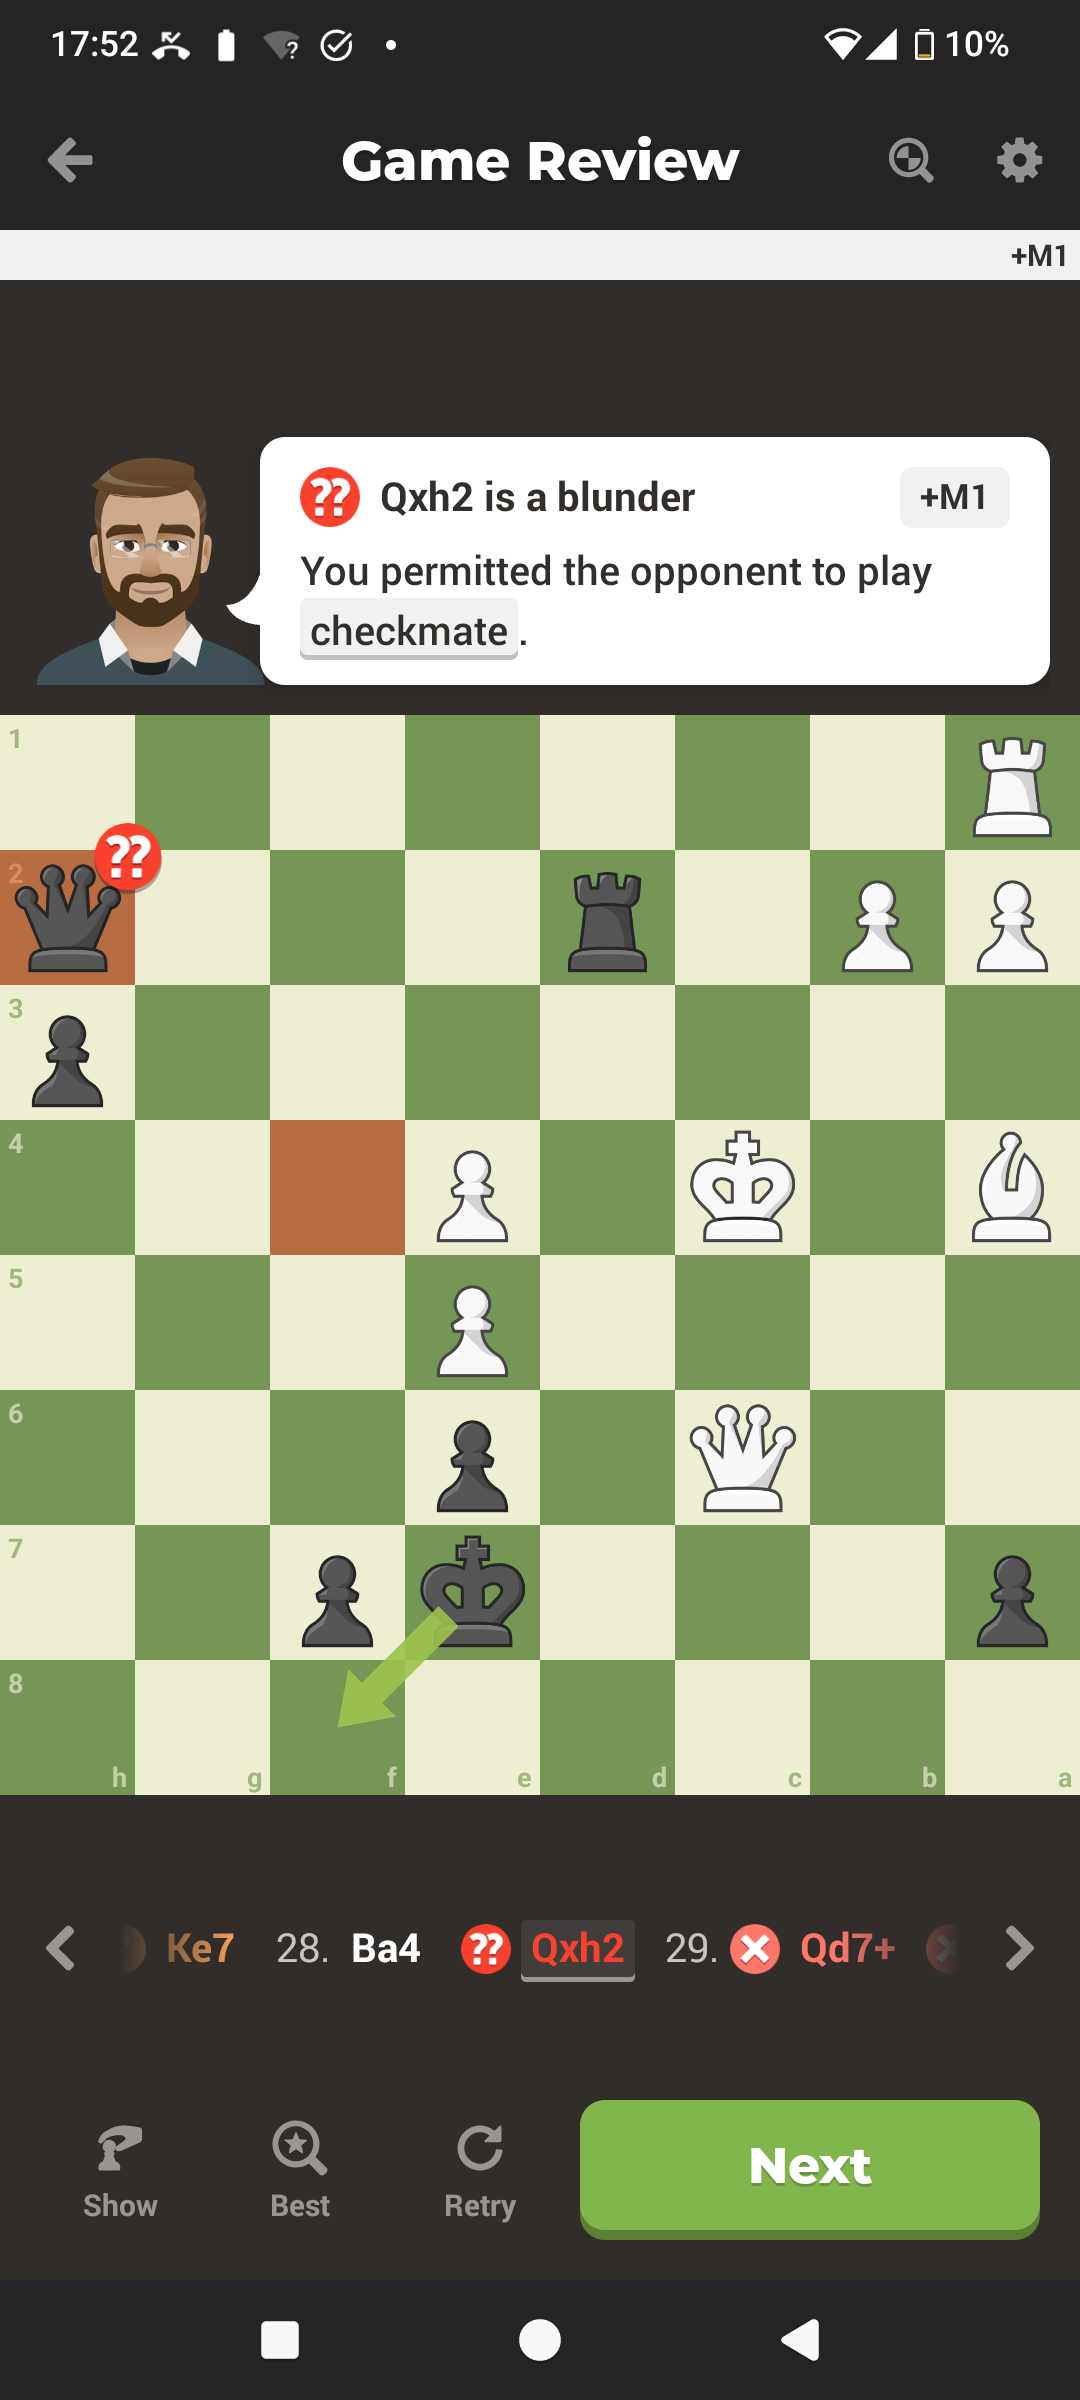 17:52 ? 10%
Game Review
+M1
?? Qxh2 is a blunder +M1
You permitted the opponent to play
checkmate.
1
??
2
3
4
5
6
7
8
h g f e d c b a
Ke7 28. Ba4 ?? Qxh2 29. Qd7+
Show Best Retry Next